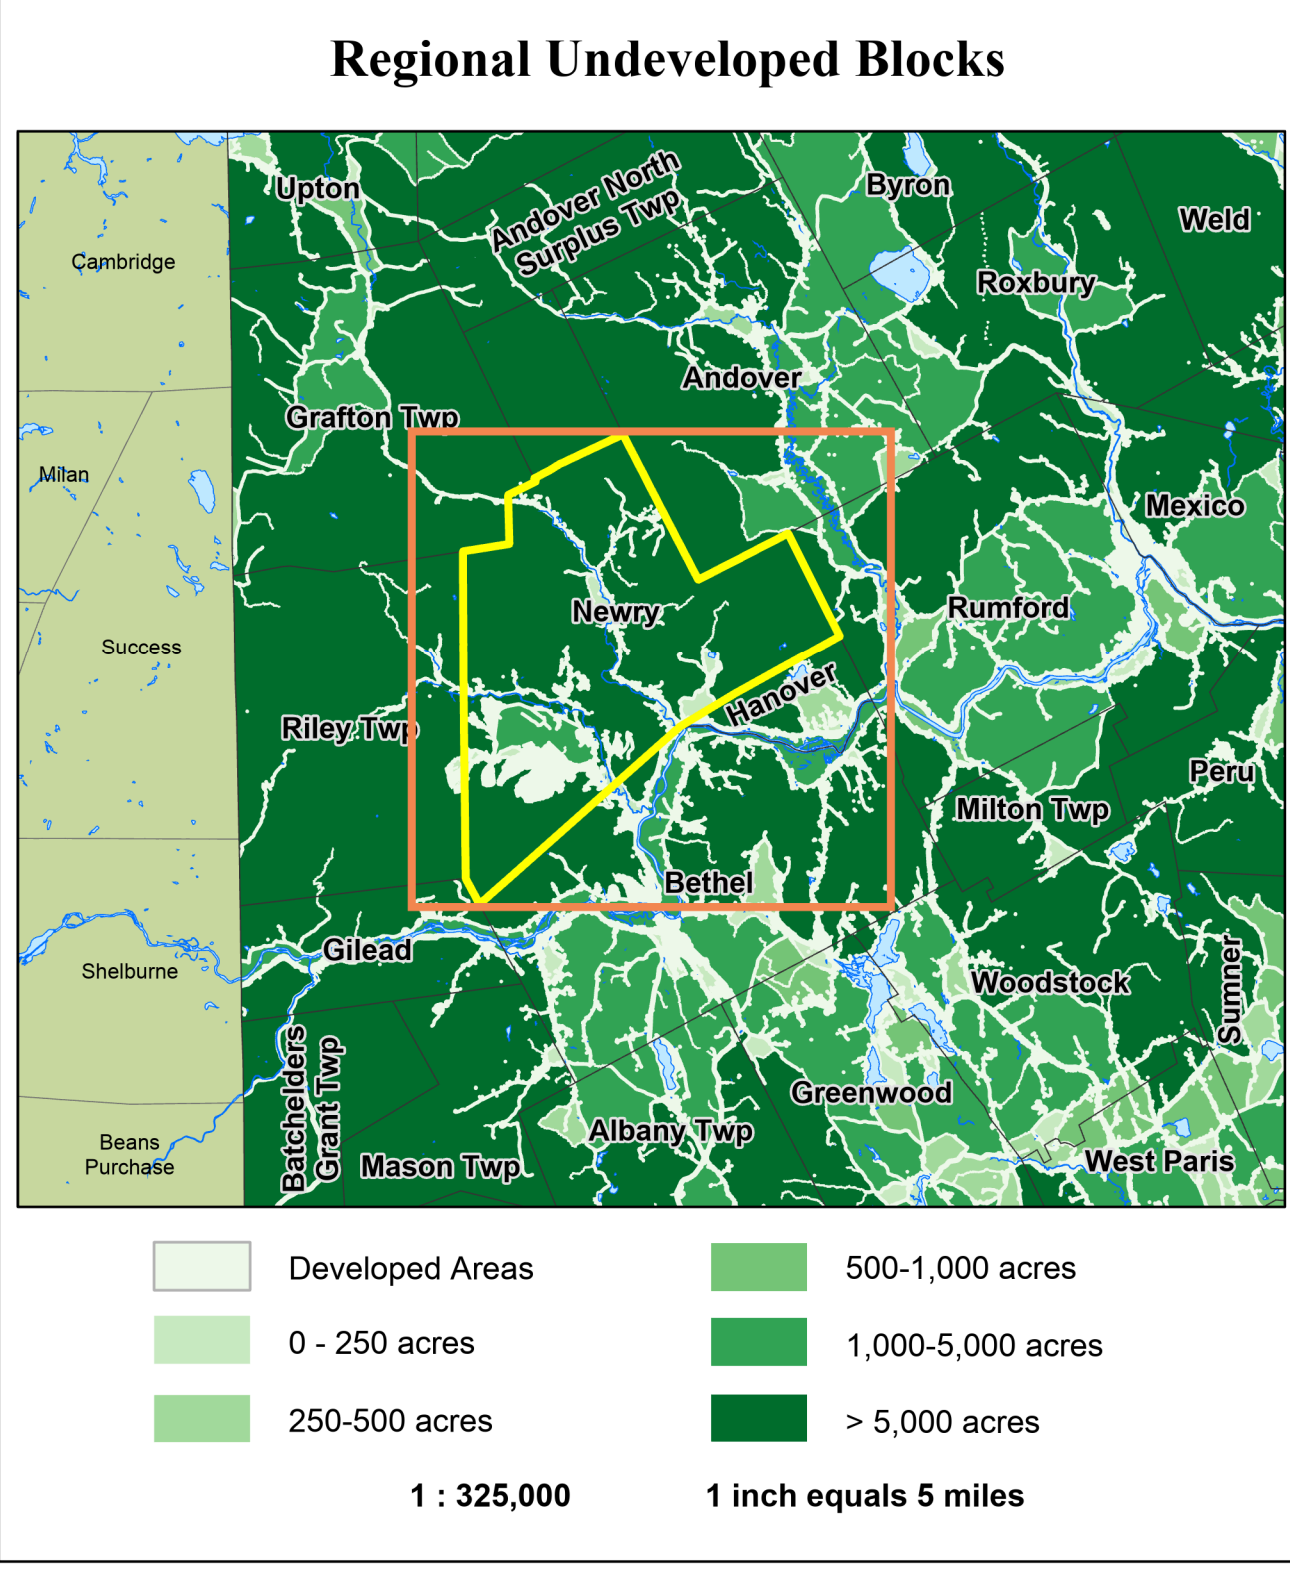 Regional Undeveloped Blocks
Upton
Andover North
Surplus Twp
Byron
Weld
Cambridge
Roxbury
Andover
Grafton Twp
Milan
Mexico
Newry
Rumford
Success
Hanover
Riley Twp
Peru
Milton Twp
Bethel
Gilead
Shelburne
Woodstock
Sumner
Batchelders
Grant Twp
Greenwood
Albany Twp
Beans
Purchase
Mason Twp
West Paris
Developed Areas
500-1,000 acres
0 - 250 acres
1,000-5,000 acres
250-500 acres
> 5,000 acres
1 : 325,000
1 inch equals 5 miles